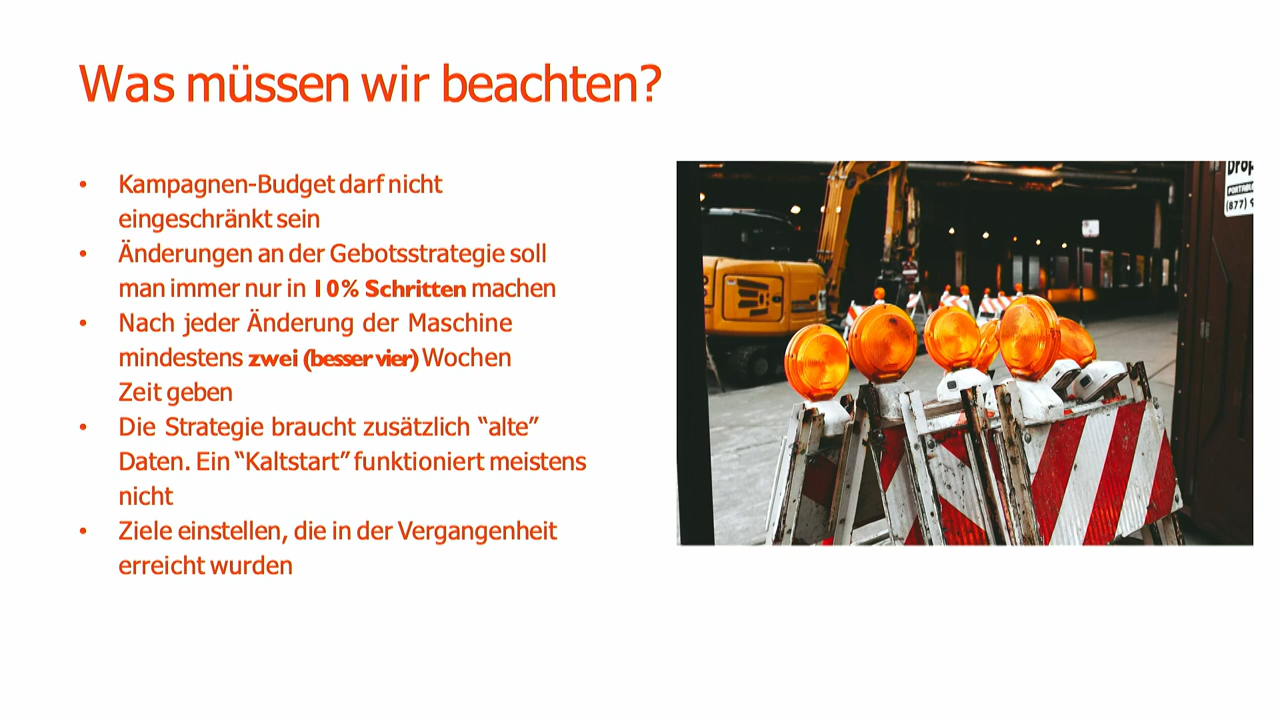 Was müssen wir beachten?
• Kampagnen-Budget darf nicht
eingeschränkt sein
• Änderungen an der Gebotsstrategie soll
man immer nur in 10% Schritten machen
• Nach jeder Änderung der Maschine
mindestens zwei (besser vier) Wochen
Zeit geben
• Die Strategie braucht zusätzlich “alte”
Daten. Ein “Kaltstart” funktioniert meistens
nicht
• Ziele einstellen, die in der Vergangenheit
erreicht wurden
(877)